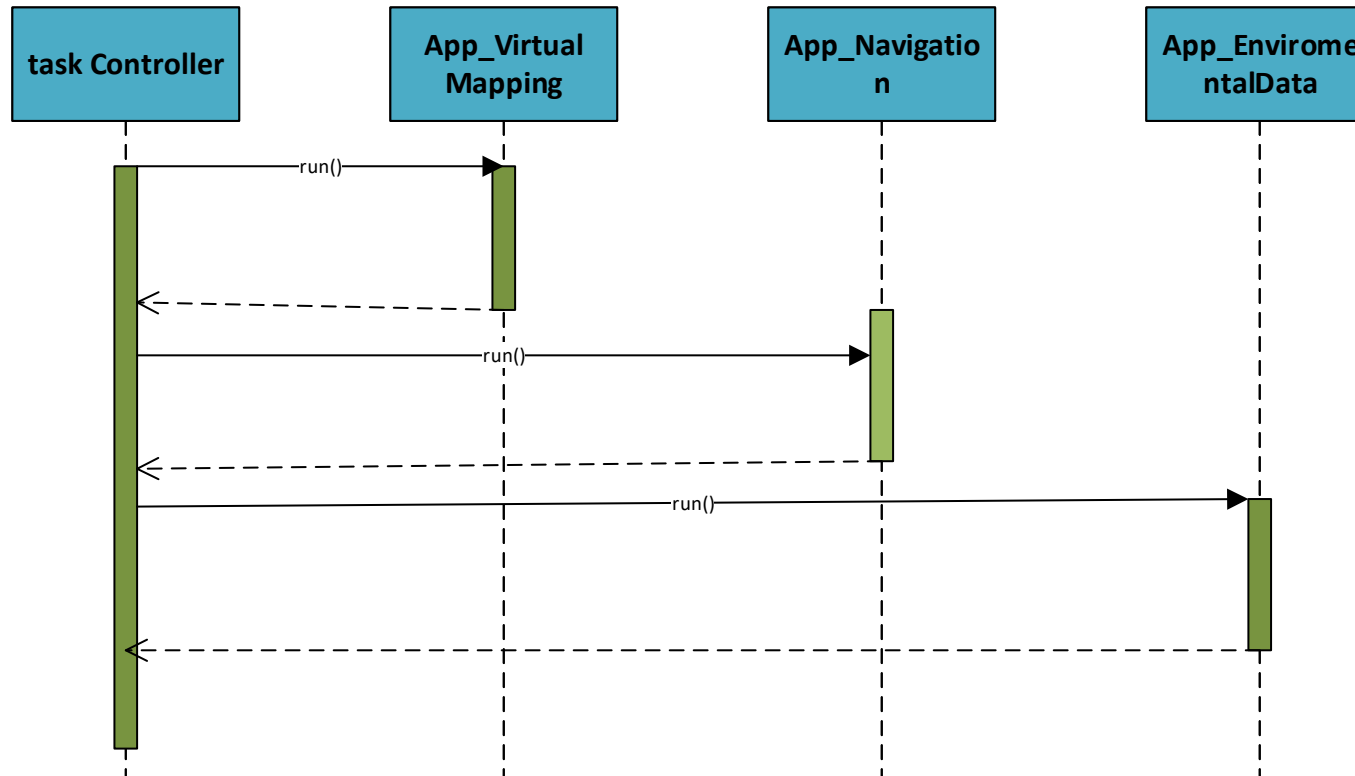 task Controller
App_Virtual
Mapping
App_Navigatio
n
App_Envirome
ntalData
run()
run()
run()